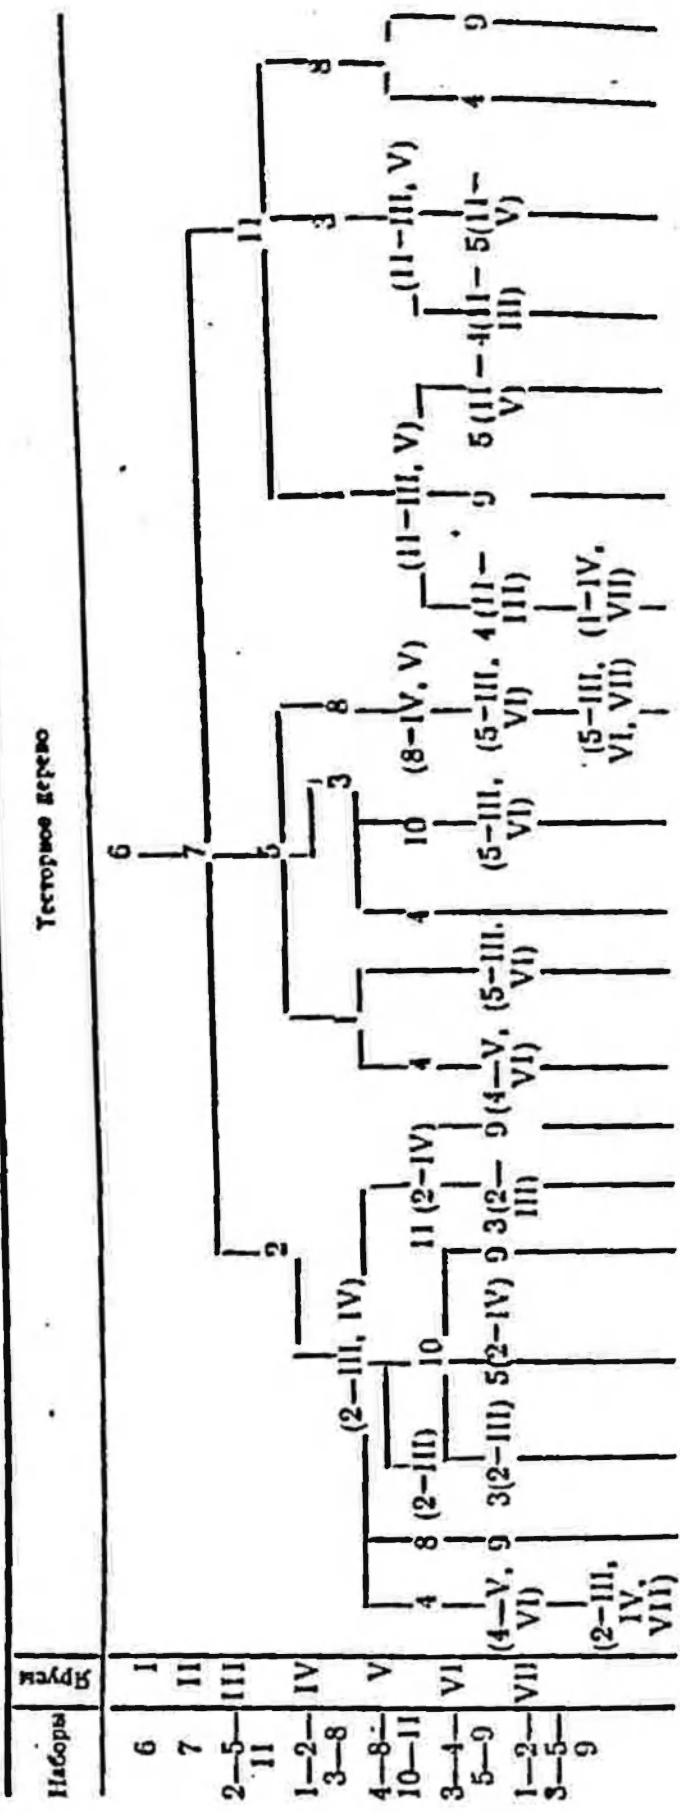 Наборы
Ярусы
Тесторное дерево
6
I
7
II
2—5—
11
III
1—2—
3—8
IV
4—8—
10—11
V
3—4—
5—9
VI
1—2—
3—5—
9
VII
6
7
2
5
11
(2—III, IV)
3
8
3
8
4
8
(2—III)
10
11 (2—IV)
4
4
10
(8—IV, V)
(11—III, V)
(11—III, V)
(4—V,
VI)
9
3(2—III)
5(2—IV)
9
3(2—
III)
9
(4—V,
VI)
(5—III,
VI)
(5—III,
VI)
(5—III,
VI)
4 (11—
III)
9
5 (11—
V)
4(11—
III)
5(11—
V)
4
9
(2—III,
IV,
VII)
(5—III,
VI, VII)
(1—IV,
VII)